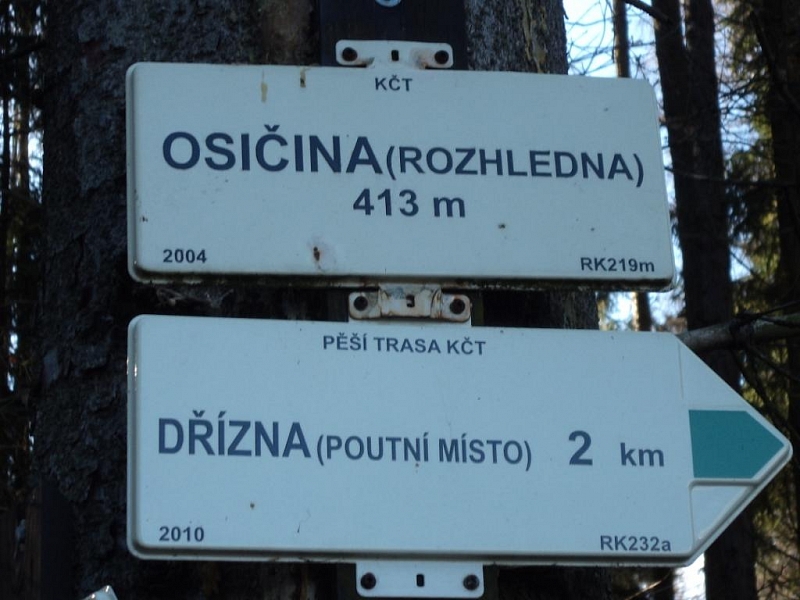 KČT
OSIČINA (ROZHLEDNA)
413 m
2004 RK219m
PĚŠÍ TRASA KČT
DŘÍZNA (POUTNÍ MÍSTO) 2 km
2010 RK232a